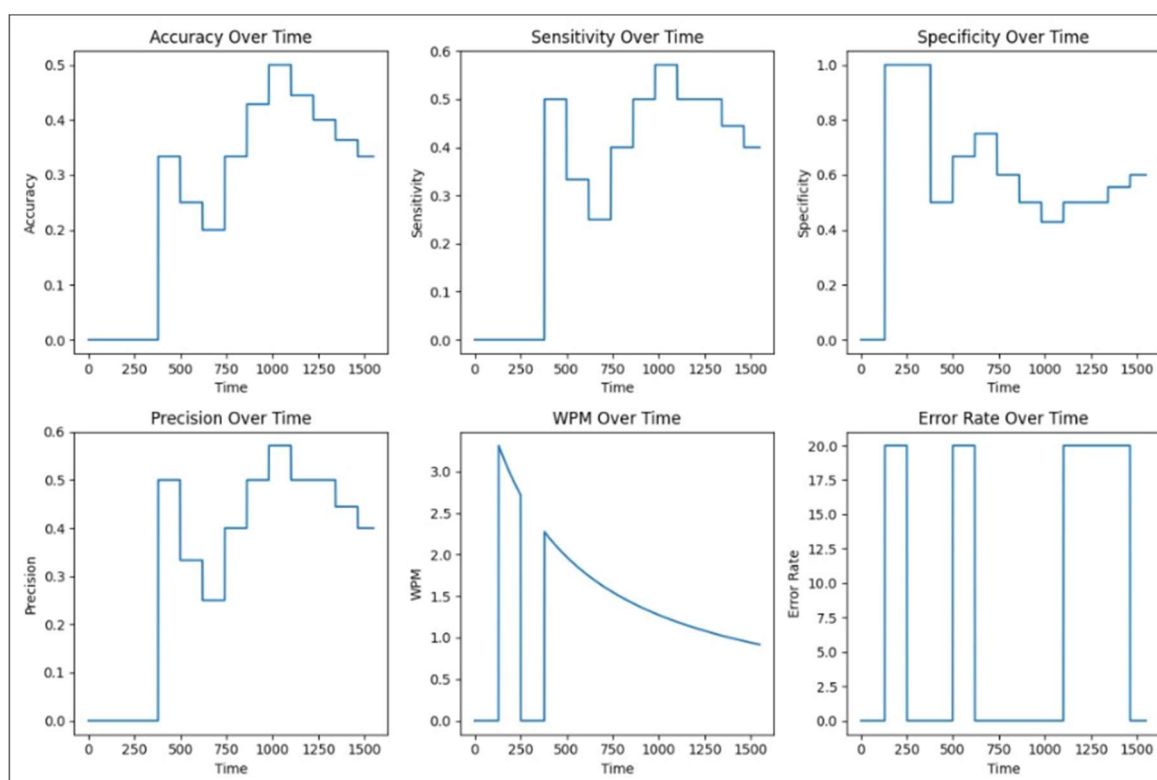 Accuracy Over Time
0.5
0.4
0.3
0.2
0.1
0.0
Accuracy
0 250 500 750 1000 1250 1500
Time
Sensitivity Over Time
0.6
0.5
0.4
0.3
0.2
0.1
0.0
Sensitivity
0 250 500 750 1000 1250 1500
Time
Specificity Over Time
1.0
0.8
0.6
0.4
0.2
0.0
Specificity
0 250 500 750 1000 1250 1500
Time
Precision Over Time
0.6
0.5
0.4
0.3
0.2
0.1
0.0
Precision
0 250 500 750 1000 1250 1500
Time
WPM Over Time
3.0
2.5
2.0
1.5
1.0
0.5
0.0
WPM
0 250 500 750 1000 1250 1500
Time
Error Rate Over Time
20.0
17.5
15.0
12.5
10.0
7.5
5.0
2.5
0.0
Error Rate
0 250 500 750 1000 1250 1500
Time